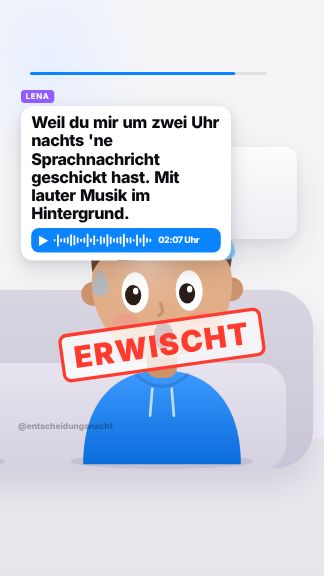 LENA
Weil du mir um zwei Uhr
nachts 'ne
Sprachnachricht
geschickt hast. Mit
lauter Musik im
Hintergrund.
02:07 Uhr
ERWISCHT
@entscheidungsnacht